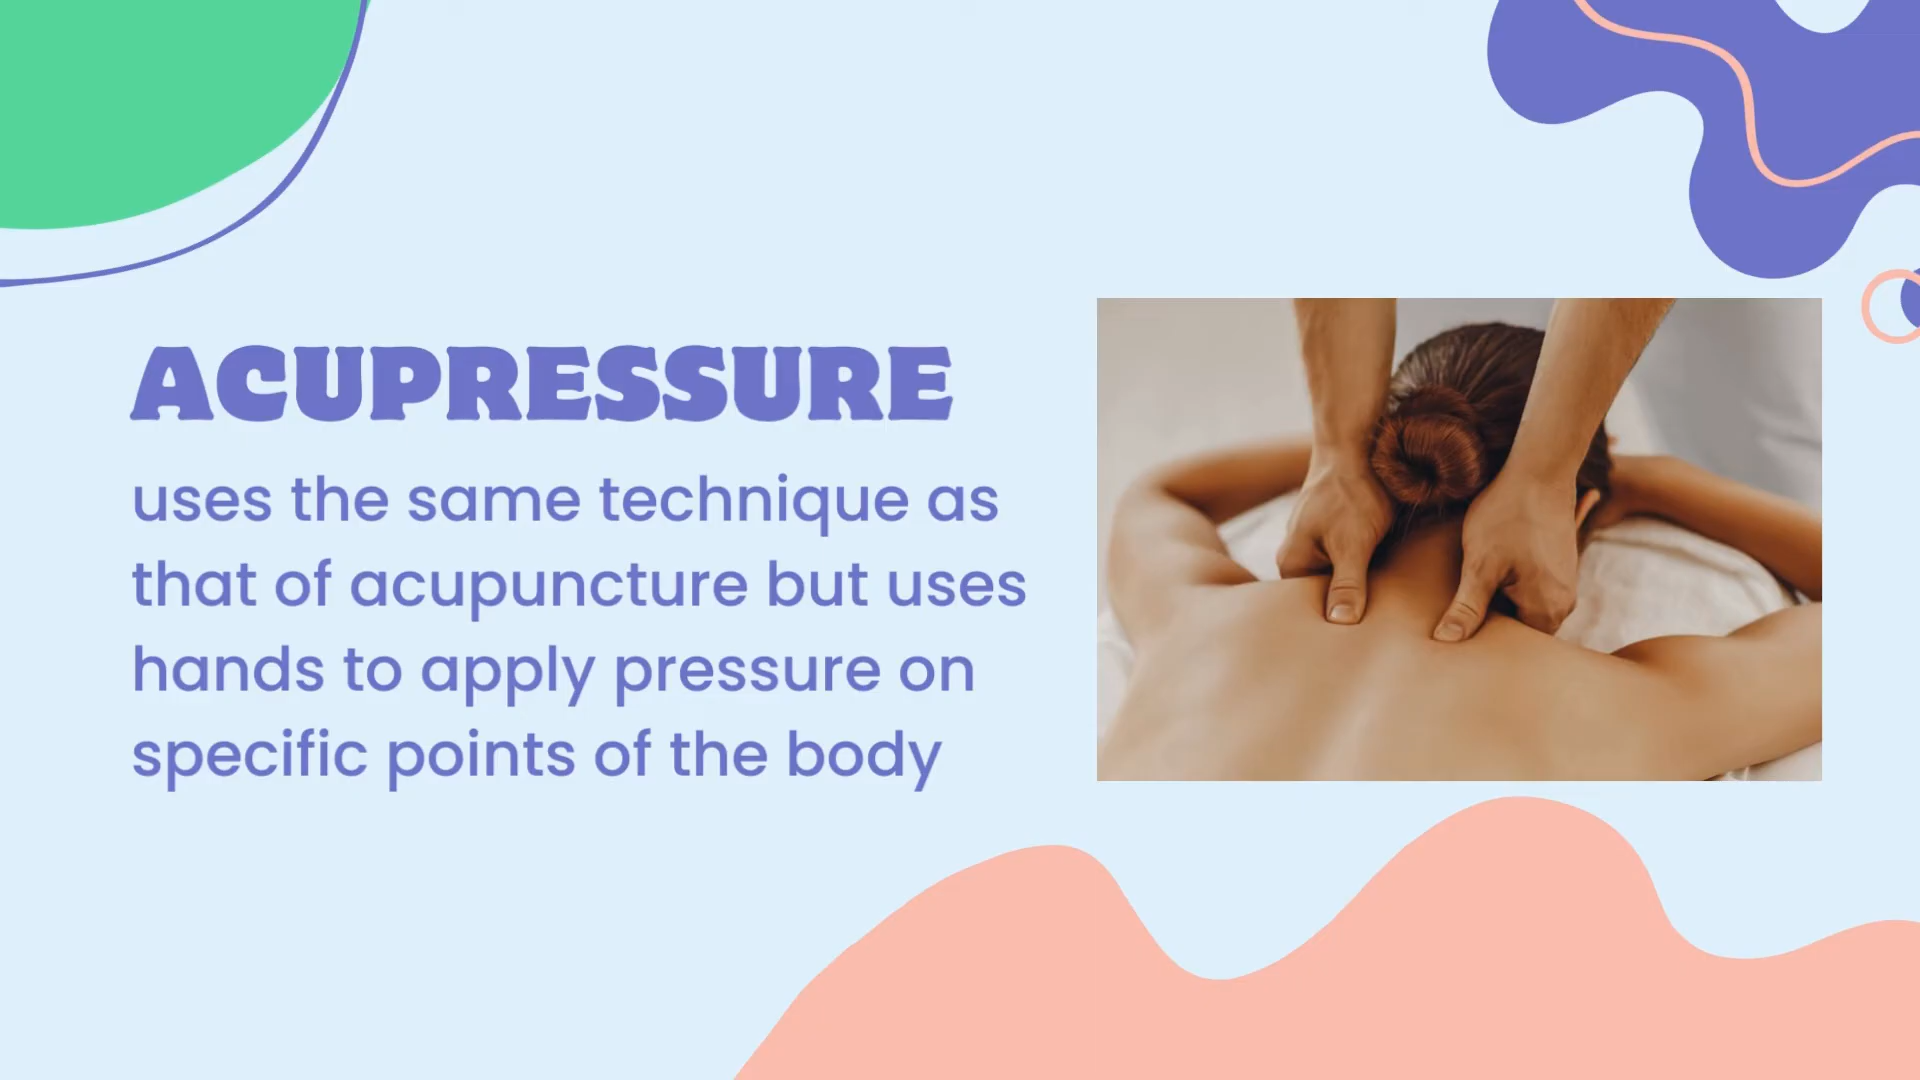 ACUPRESSURE
uses the same technique as
that of acupuncture but uses
hands to apply pressure on
specific points of the body